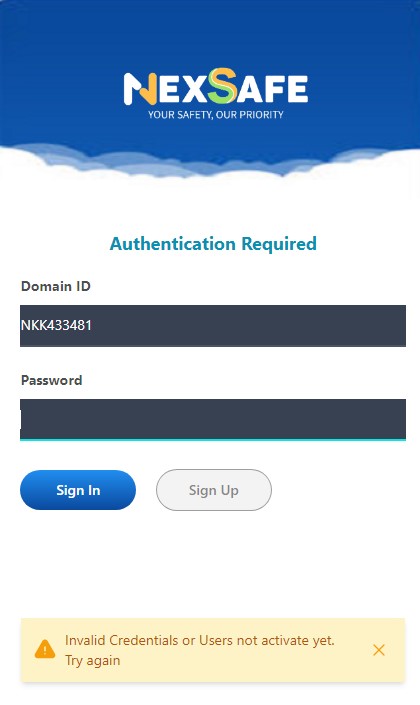 NEXSAFE
YOUR SAFETY, OUR PRIORITY
Authentication Required
Domain ID
NKK433481
Password
Sign In
Sign Up
Invalid Credentials or Users not activate yet.
Try again